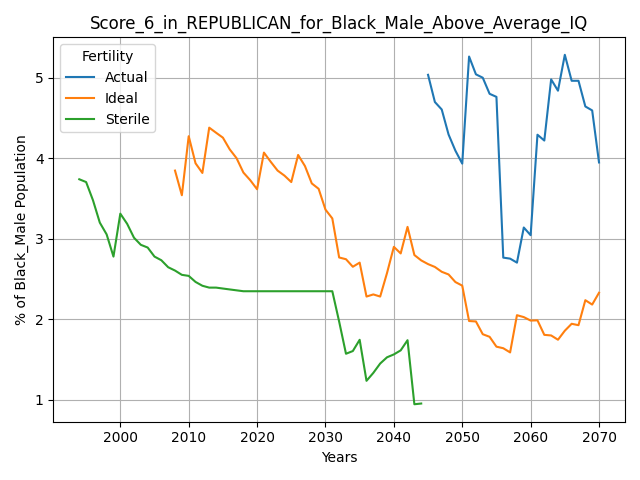 Score_6_in_REPUBLICAN_for_Black_Male_Above_Average_IQ
Fertility
Actual
Ideal
Sterile
% of Black_Male Population
5
4
3
2
1
2000 2010 2020 2030 2040 2050 2060 2070
Years